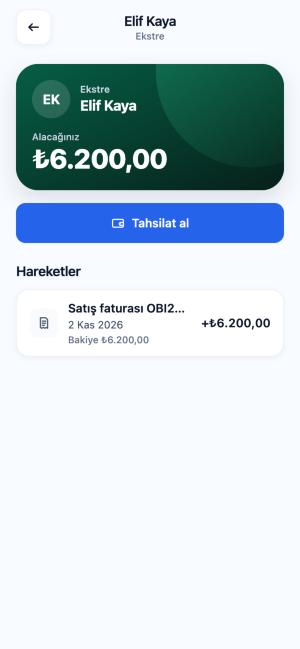 Elif Kaya
Ekstre
EK
Ekstre
Elif Kaya
Alacağınız
₺6.200,00
Tahsilat al
Hareketler
Satış faturası OBI2...
2 Kas 2026
+₺6.200,00
Bakiye ₺6.200,00